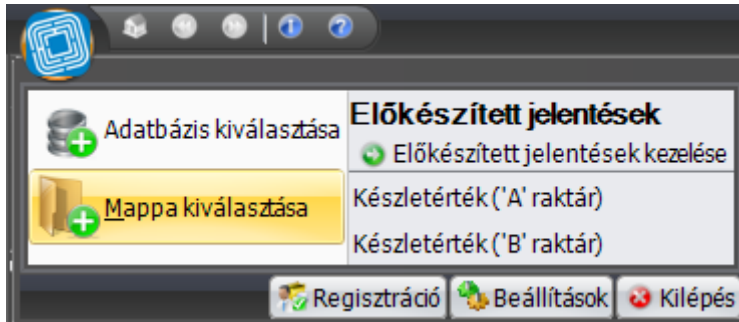 Adatbázis kiválasztása
Mappa kiválasztása
Előkészített jelentések
Előkészített jelentések kezelése
Készletérték ('A' raktár)
Készletérték ('B' raktár)
Regisztráció
Beállítások
Kilépés